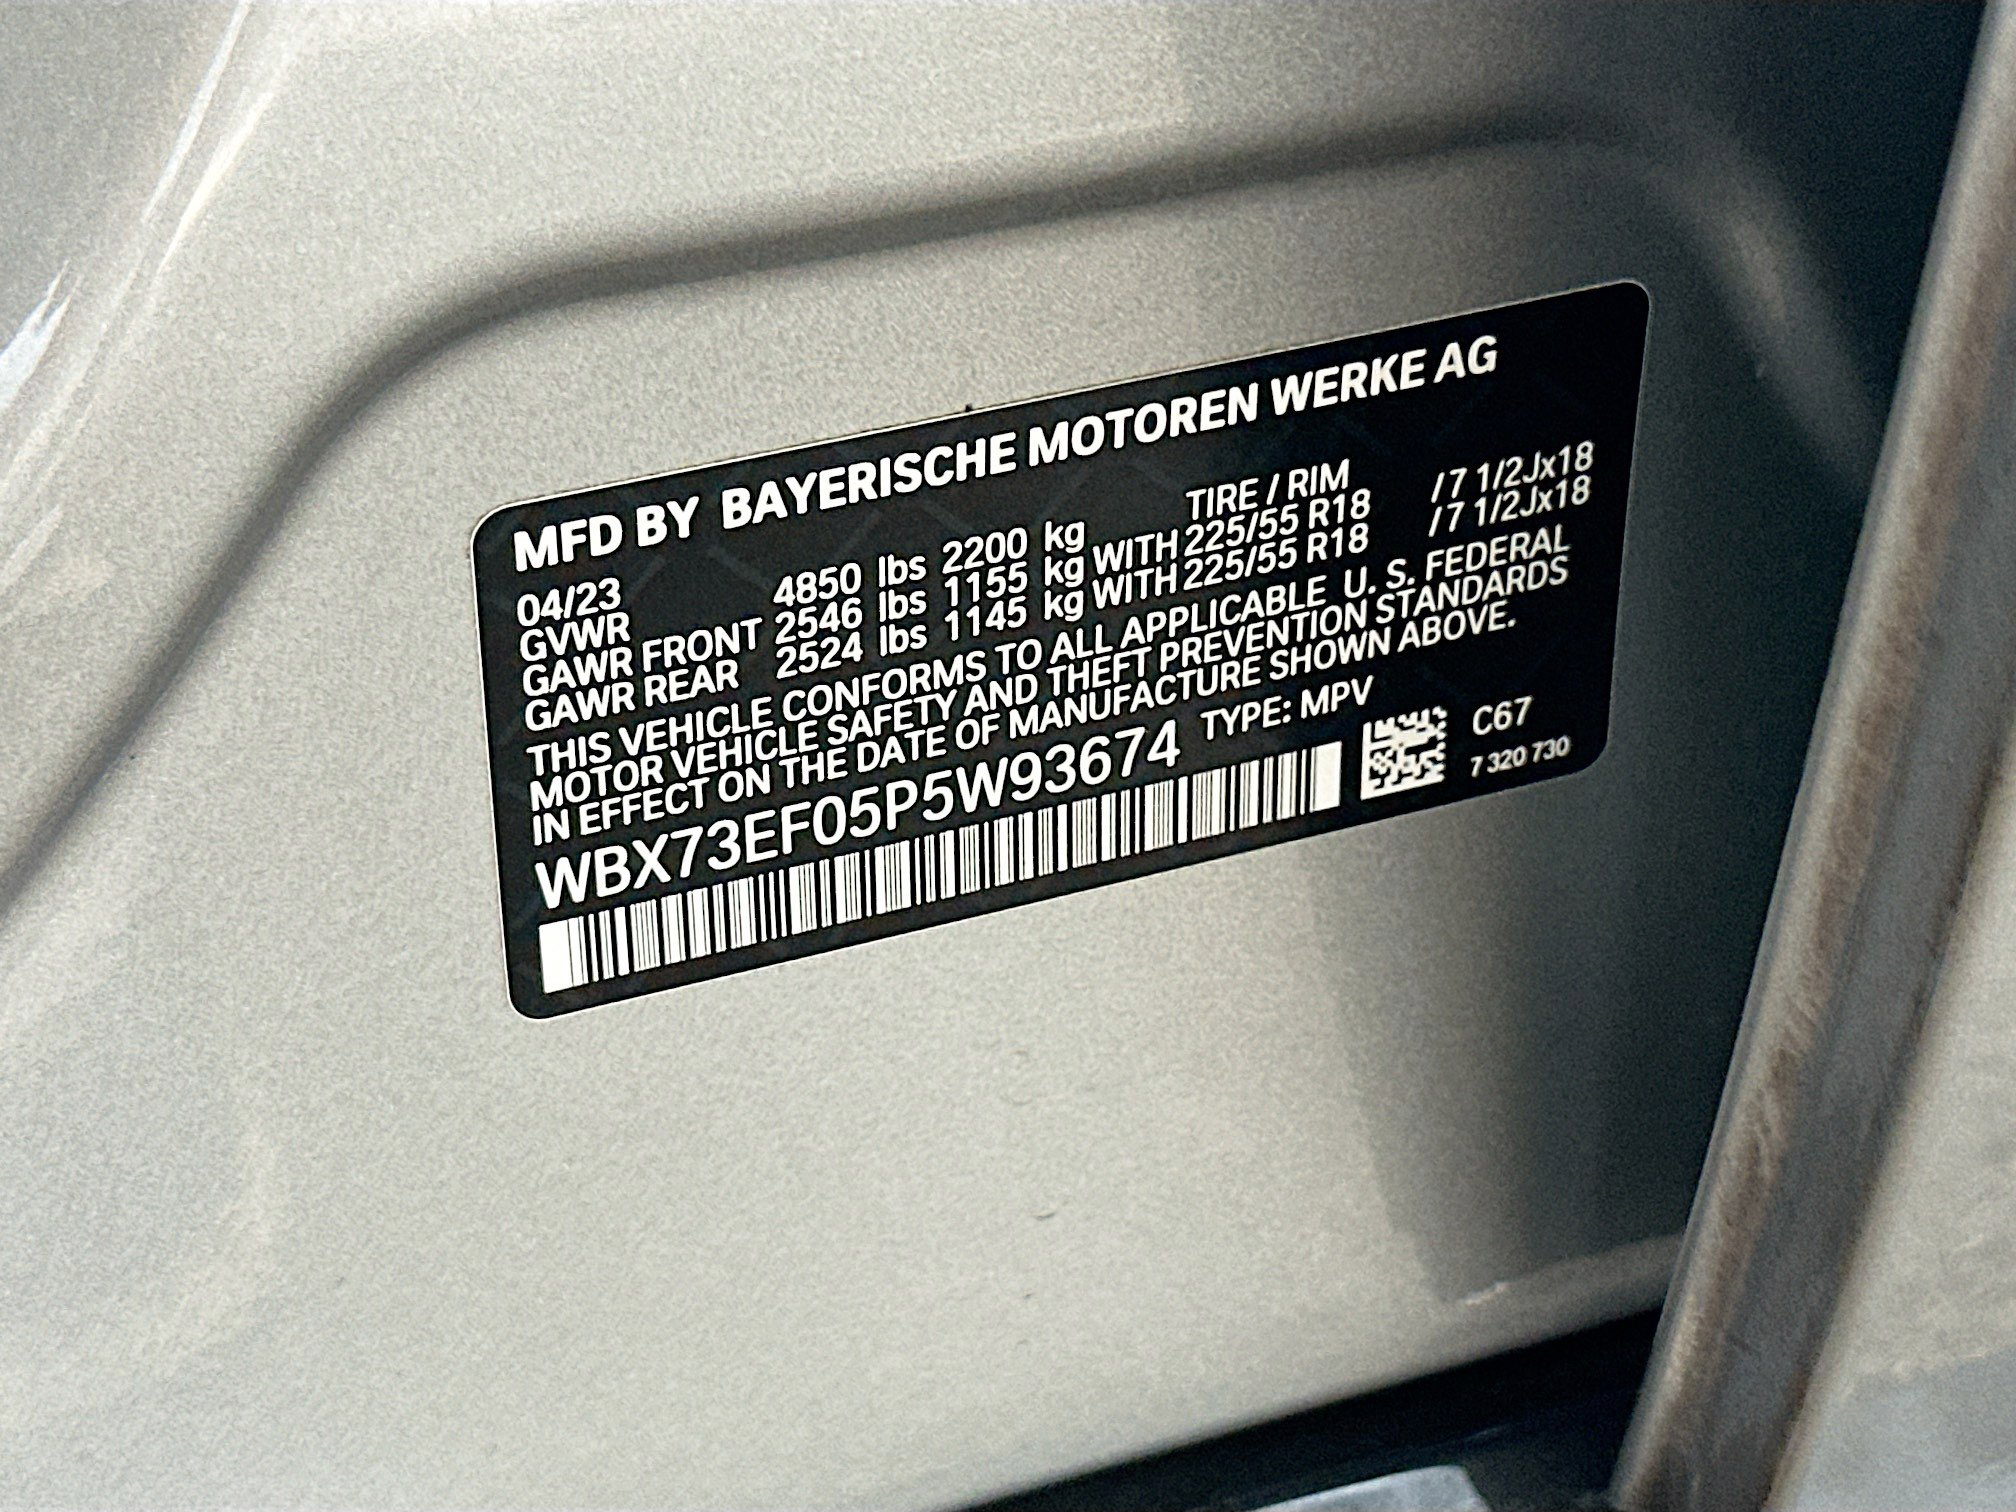 MFD BY BAYERISCHE MOTOREN WERKE AG
04/23 TIRE / RIM
GVWR 4850 lbs 2200 kg
GAWR FRONT 2546 lbs 1155 kg WITH 225/55 R18 /7 1/2Jx18
GAWR REAR 2524 lbs 1145 kg WITH 225/55 R18 /7 1/2Jx18
THIS VEHICLE CONFORMS TO ALL APPLICABLE U. S. FEDERAL
MOTOR VEHICLE SAFETY AND THEFT PREVENTION STANDARDS
IN EFFECT ON THE DATE OF MANUFACTURE SHOWN ABOVE.
WBX73EF05P5W93674 TYPE: MPV
C67
7 320 730